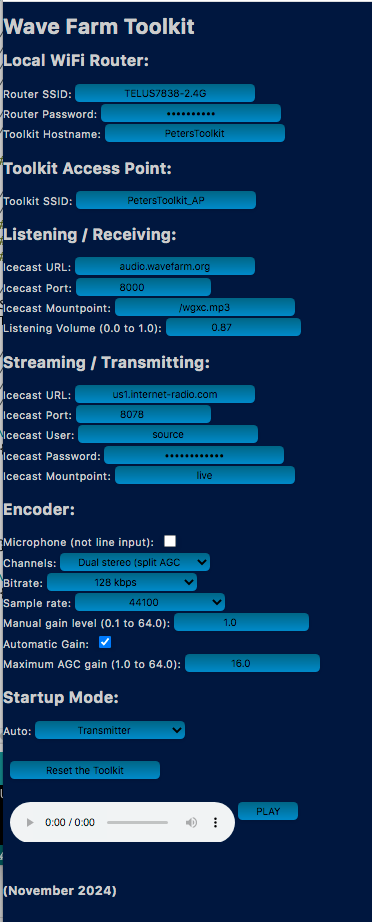 Wave Farm Toolkit
Local WiFi Router:
Router SSID: TELUS7838-2.4G
Router Password: ••••••••••
Toolkit Hostname: PetersToolkit
Toolkit Access Point:
Toolkit SSID: PetersToolkit_AP
Listening / Receiving:
Icecast URL: audio.wavefarm.org
Icecast Port: 8000
Icecast Mountpoint: /wgxc.mp3
Listening Volume (0.0 to 1.0): 0.87
Streaming / Transmitting:
Icecast URL: us1.internet-radio.com
Icecast Port: 8078
Icecast User: source
Icecast Password: ••••••••••••
Icecast Mountpoint: live
Encoder:
Microphone (not line input):
Channels: Dual stereo (split AGC
Bitrate: 128 kbps
Sample rate: 44100
Manual gain level (0.1 to 64.0): 1.0
Automatic Gain:
Maximum AGC gain (1.0 to 64.0): 16.0
Startup Mode:
Auto: Transmitter
Reset the Toolkit
0:00 / 0:00 PLAY
(November 2024)